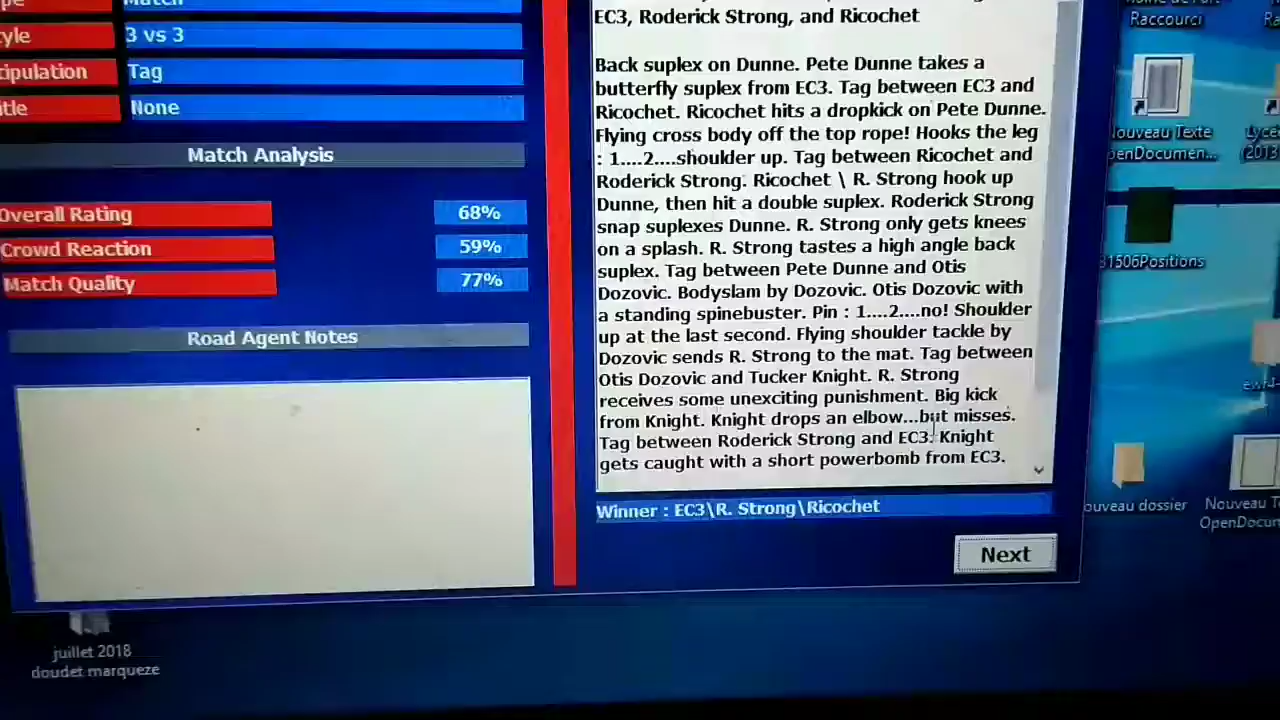 Match
3 vs 3
Tag
None
Match Analysis
Overall Rating
68%
Crowd Reaction
59%
Match Quality
77%
Road Agent Notes
EC3, Roderick Strong, and Ricochet
Back suplex on Dunne. Pete Dunne takes a
butterfly suplex from EC3. Tag between EC3 and
Ricochet. Ricochet hits a dropkick on Pete Dunne.
Flying cross body off the top rope! Hooks the leg
: 1....2....shoulder up. Tag between Ricochet and
Roderick Strong. Ricochet \ R. Strong hook up
Dunne, then hit a double suplex. Roderick Strong
snap suplexes Dunne. R. Strong only gets knees
on a splash. R. Strong tastes a high angle back
suplex. Tag between Pete Dunne and Otis
Dozovic. Bodyslam by Dozovic. Otis Dozovic with
a standing spinebuster. Pin : 1....2....no! Shoulder
up at the last second. Flying shoulder tackle by
Dozovic sends R. Strong to the mat. Tag between
Otis Dozovic and Tucker Knight. R. Strong
receives some unexciting punishment. Big kick
from Knight. Knight drops an elbow...but misses.
Tag between Roderick Strong and EC3. Knight
gets caught with a short powerbomb from EC3.
Winner : EC3\R. Strong\Ricochet
Next
Raccourci
Nouveau Texte
OpenDocumen...
(2013
31506Positions
ouveau dossier
Nouveau T
OpenDocun
juillet 2018
doudet marqueze